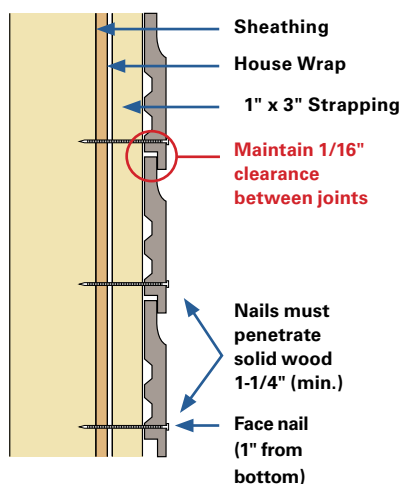 Sheathing
House Wrap
1" x 3" Strapping
Maintain 1/16"
clearance
between joints
Nails must
penetrate
solid wood
1-1/4" (min.)
Face nail
(1" from
bottom)